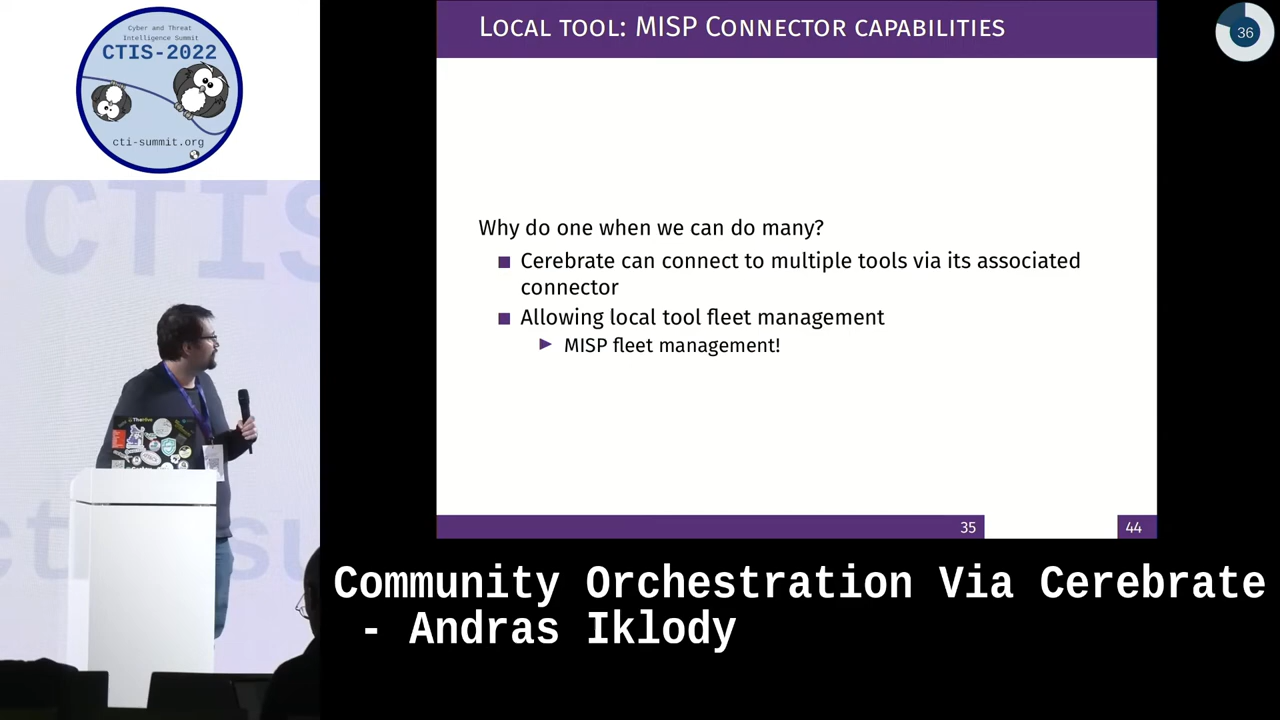 Cyber and Threat
Intelligence Summit
CTIS-2022
cti-summit.org
LOCAL TOOL: MISP CONNECTOR CAPABILITIES
36
Why do one when we can do many?
Cerebrate can connect to multiple tools via its associated
connector
Allowing local tool fleet management
MISP fleet management!
35
44
CTIS
TheHive
Community Orchestration Via Cerebrate
- Andras Iklody